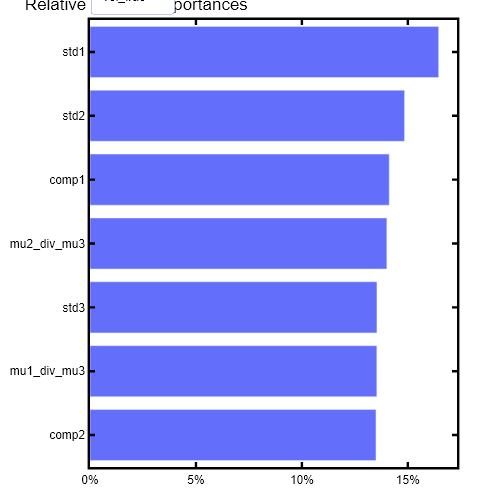 Relative portances
std1
std2
comp1
mu2_div_mu3
std3
mu1_div_mu3
comp2
0% 5% 10% 15%